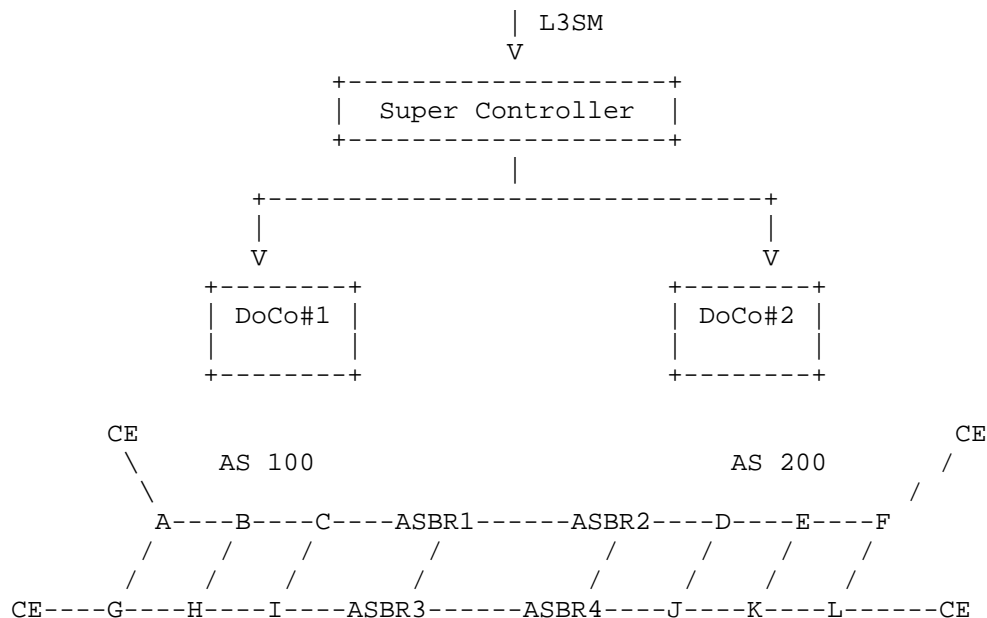 | L3SM
V
+---------------------+
| Super Controller |
+---------------------+
|
+-------------------------------+
| |
V V
+---------+ +---------+
| DoCo#1 | | DoCo#2 |
| | | |
+---------+ +---------+
CE CE
\ AS 100 AS 200 /
\ /
A----B----C----ASBR1------ASBR2----D----E----F
/ / / / / / / /
/ / / / / / / /
CE----G----H----I----ASBR3------ASBR4----J----K----L------CE